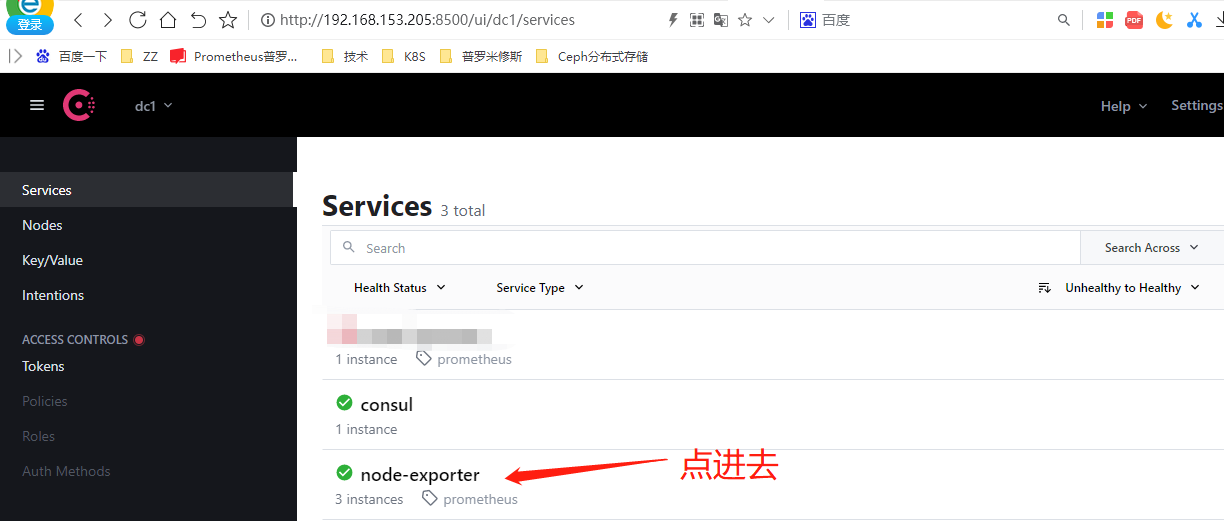 登录
http://192.168.153.205:8500/ui/dc1/services
百度
百度一下
ZZ
Prometheus普罗...
技术
K8S
普罗米修斯
Ceph分布式存储
dc1
Help
Settings
Services
Nodes
Key/Value
Intentions
ACCESS CONTROLS
Tokens
Policies
Roles
Auth Methods
Services 3 total
Search
Search Across
Health Status
Service Type
Unhealthy to Healthy
1 instance
prometheus
consul
1 instance
node-exporter
点进去
3 instances
prometheus